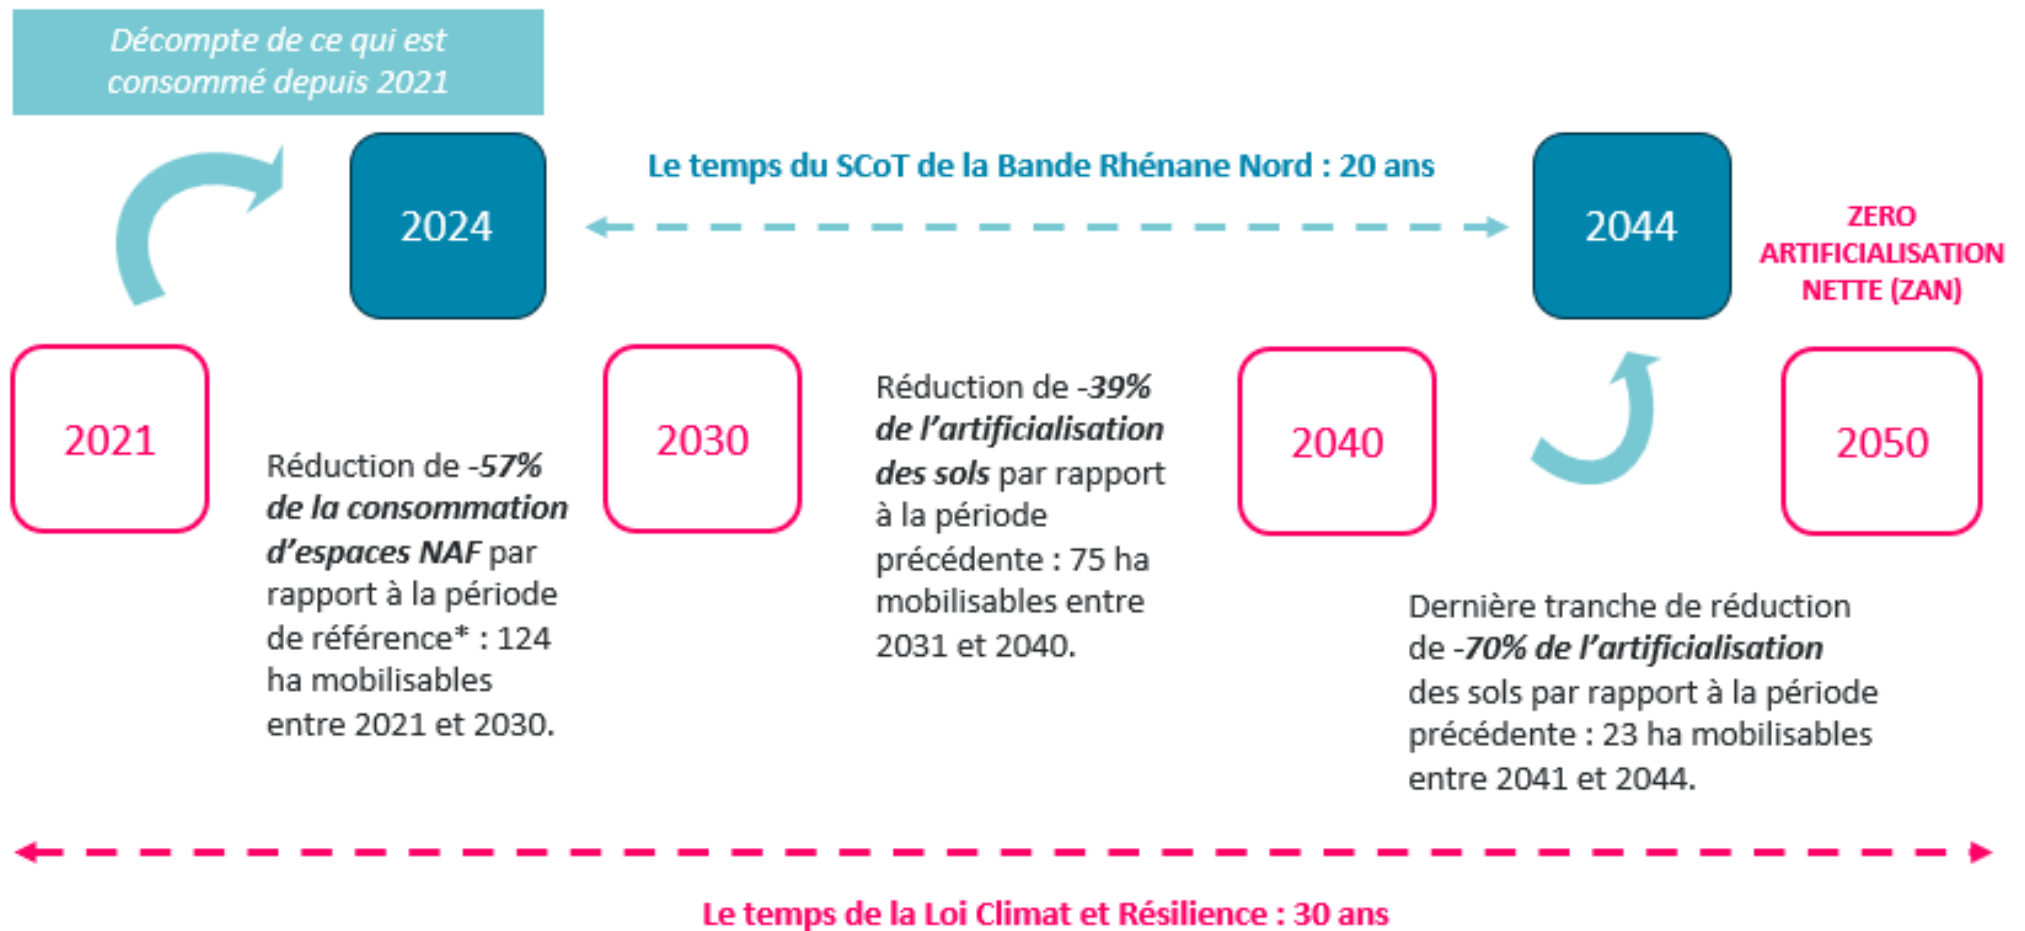 Décompte de ce qui est
consommé depuis 2021
2024
Le temps du SCoT de la Bande Rhénane Nord : 20 ans
2044
ZERO
ARTIFICIALISATION
NETTE (ZAN)
2021
Réduction de -57%
de la consommation
d’espaces NAF par
rapport à la période
de référence* : 124
ha mobilisables
entre 2021 et 2030.
2030
Réduction de -39%
de l’artificialisation
des sols par rapport
à la période
précédente : 75 ha
mobilisables entre
2031 et 2040.
2040
Dernière tranche de réduction
de -70% de l’artificialisation
des sols par rapport à la période
précédente : 23 ha mobilisables
entre 2041 et 2044.
2050
Le temps de la Loi Climat et Résilience : 30 ans